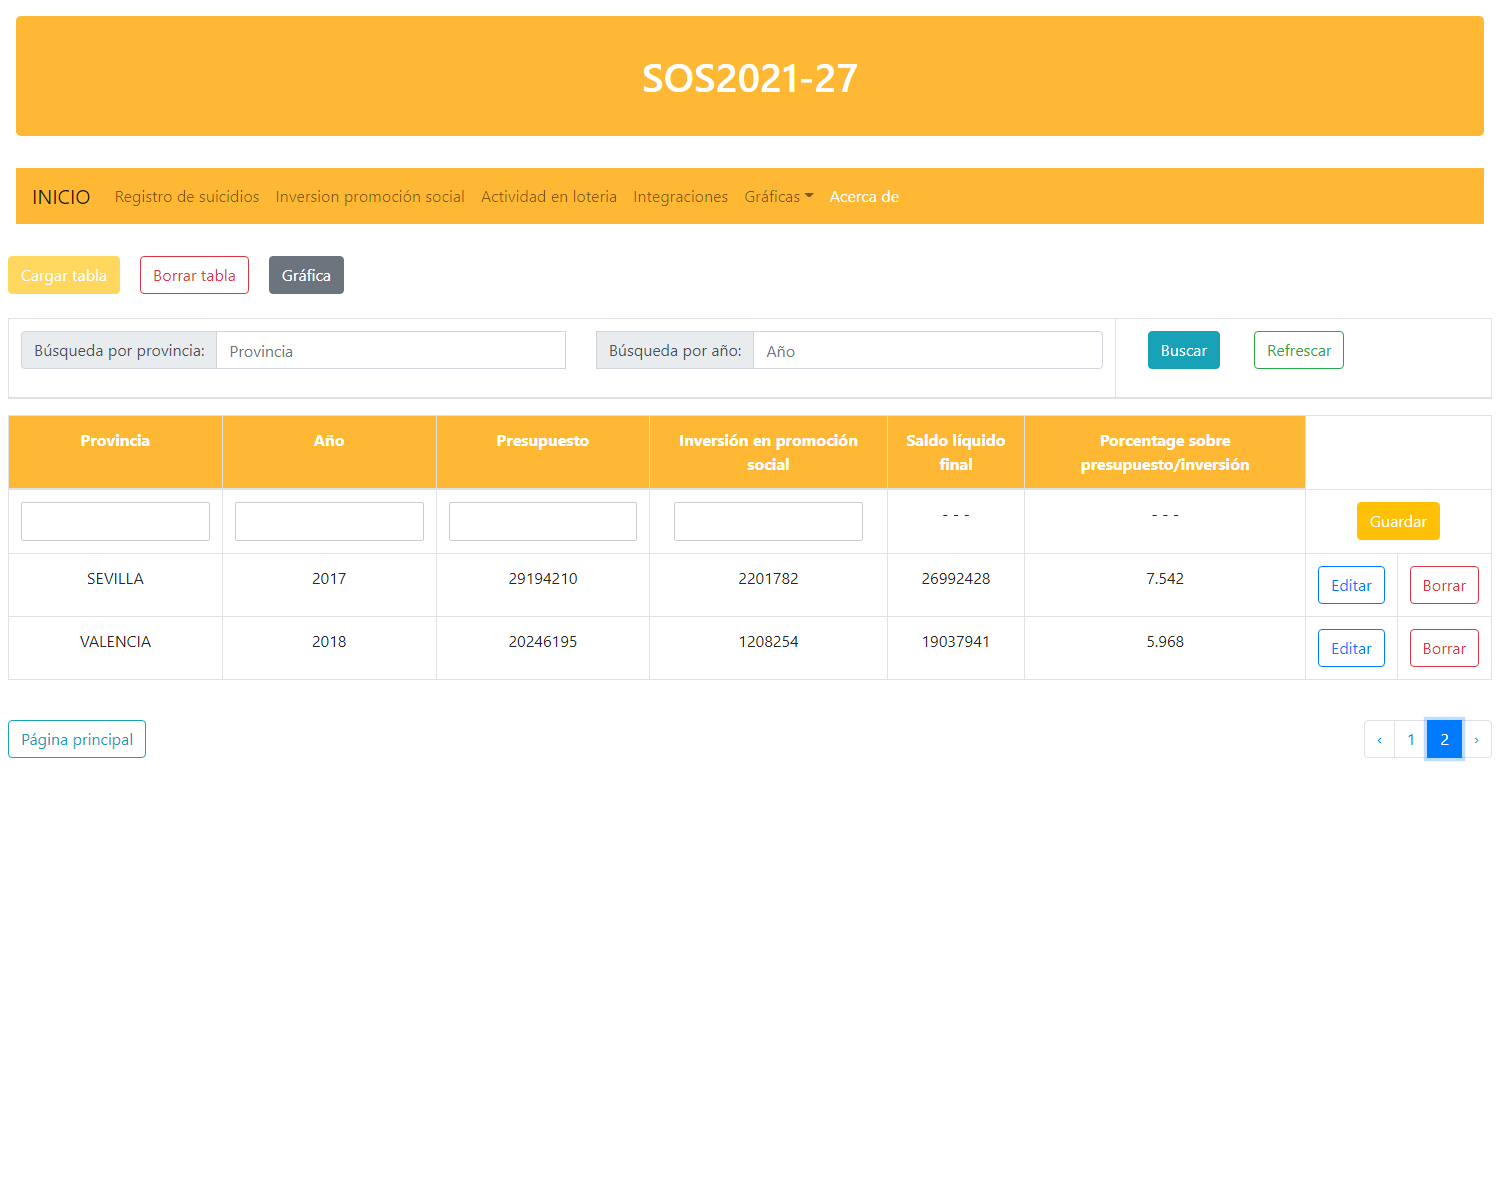 SOS2021-27
INICIO Registro de suicidios Inversion promoción social Actividad en loteria Integraciones Gráficas Acerca de
Cargar tabla Borrar tabla Gráfica
Búsqueda por provincia: Provincia Búsqueda por año: Año Buscar Refrescar
Provincia Año Presupuesto Inversión en promoción social Saldo líquido final Porcentage sobre presupuesto/inversión
- - - - - - Guardar
SEVILLA 2017 29194210 2201782 26992428 7.542 Editar Borrar
VALENCIA 2018 20246195 1208254 19037941 5.968 Editar Borrar
Página principal ‹ 1 2 ›